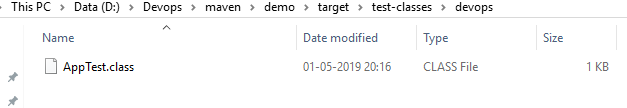 This PC > Data (D:) > Devops > maven > demo > target > test-classes > devops
Name Date modified Type Size
AppTest.class 01-05-2019 20:16 CLASS File 1 KB